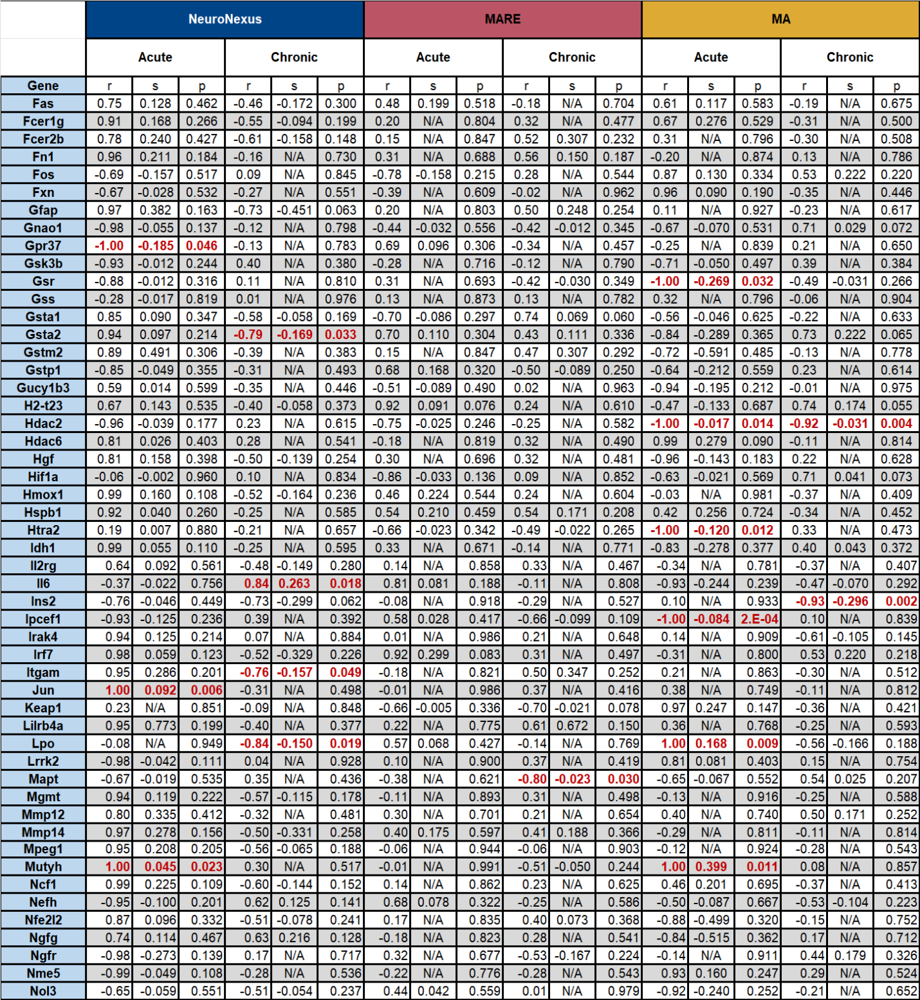 NeuroNexus MARE MA
Acute Chronic Acute Chronic Acute Chronic
Gene r s p r s p r s p r s p r s p r s p
Fas 0.75 0.128 0.462 -0.46 -0.172 0.300 0.48 0.199 0.518 -0.18 N/A 0.704 0.61 0.117 0.583 -0.19 N/A 0.675
Fcer1g 0.91 0.168 0.266 -0.55 -0.094 0.199 0.20 N/A 0.804 0.32 N/A 0.477 0.67 0.276 0.529 -0.31 N/A 0.500
Fcer2b 0.78 0.240 0.427 -0.61 -0.158 0.148 0.15 N/A 0.847 0.52 0.307 0.232 0.31 N/A 0.796 -0.30 N/A 0.508
Fn1 0.96 0.211 0.184 -0.16 N/A 0.730 0.31 N/A 0.688 0.56 0.150 0.187 -0.20 N/A 0.874 0.13 N/A 0.786
Fos -0.69 -0.157 0.517 0.09 N/A 0.845 -0.78 -0.158 0.215 0.28 N/A 0.544 0.87 0.130 0.334 0.53 0.222 0.220
Fxn -0.67 -0.028 0.532 -0.27 N/A 0.551 -0.39 N/A 0.609 -0.02 N/A 0.962 0.96 0.090 0.190 -0.35 N/A 0.446
Gfap 0.97 0.382 0.163 -0.73 -0.451 0.063 0.20 N/A 0.803 0.50 0.248 0.254 0.11 N/A 0.927 -0.23 N/A 0.617
Gnao1 -0.98 -0.055 0.137 -0.12 N/A 0.798 -0.44 -0.032 0.556 -0.42 -0.012 0.345 -0.67 -0.070 0.531 0.71 0.029 0.072
Gpr37 -1.00 -0.185 0.046 -0.13 N/A 0.783 0.69 0.096 0.306 -0.34 N/A 0.457 -0.25 N/A 0.839 0.21 N/A 0.650
Gsk3b -0.93 -0.012 0.244 0.40 N/A 0.380 -0.28 N/A 0.716 -0.12 N/A 0.790 -0.71 -0.050 0.497 0.39 N/A 0.384
Gsr -0.88 -0.012 0.316 0.11 N/A 0.810 0.31 N/A 0.693 -0.42 -0.030 0.349 -1.00 -0.269 0.032 -0.49 -0.031 0.266
Gss -0.28 -0.017 0.819 0.01 N/A 0.976 0.13 N/A 0.873 0.13 N/A 0.782 0.32 N/A 0.796 -0.06 N/A 0.904
Gsta1 0.85 0.090 0.347 -0.58 -0.058 0.169 -0.70 -0.086 0.297 0.74 0.069 0.060 -0.56 -0.046 0.625 -0.22 N/A 0.633
Gsta2 0.94 0.097 0.214 -0.79 -0.169 0.033 0.70 0.110 0.304 0.43 0.111 0.336 -0.84 -0.289 0.365 0.73 0.222 0.065
Gstm2 0.89 0.491 0.306 -0.39 N/A 0.383 0.15 N/A 0.847 0.47 0.307 0.292 -0.72 -0.591 0.485 -0.13 N/A 0.778
Gstp1 -0.85 -0.049 0.355 -0.31 N/A 0.493 0.68 0.168 0.320 -0.50 -0.089 0.250 -0.64 -0.212 0.559 0.23 N/A 0.614
Gucy1b3 0.59 0.014 0.599 -0.35 N/A 0.446 -0.51 -0.089 0.490 0.02 N/A 0.963 -0.94 -0.195 0.212 -0.01 N/A 0.975
H2-t23 0.67 0.143 0.535 -0.40 -0.058 0.373 0.92 0.091 0.076 0.24 N/A 0.610 -0.47 -0.133 0.687 0.74 0.174 0.055
Hdac2 -0.96 -0.039 0.177 0.23 N/A 0.615 -0.75 -0.025 0.246 -0.25 N/A 0.582 -1.00 -0.017 0.014 -0.92 -0.031 0.004
Hdac6 0.81 0.026 0.403 0.28 N/A 0.541 -0.18 N/A 0.819 0.32 N/A 0.490 0.99 0.279 0.090 -0.11 N/A 0.814
Hgf 0.81 0.158 0.398 -0.50 -0.139 0.254 0.30 N/A 0.696 0.32 N/A 0.481 -0.96 -0.143 0.183 0.22 N/A 0.628
Hif1a -0.06 -0.002 0.960 0.10 N/A 0.834 -0.86 -0.033 0.136 0.09 N/A 0.852 -0.63 -0.021 0.569 0.71 0.041 0.073
Hmox1 0.99 0.160 0.108 -0.52 -0.164 0.236 0.46 0.224 0.544 0.24 N/A 0.604 -0.03 N/A 0.981 -0.37 N/A 0.409
Hspb1 0.92 0.040 0.260 -0.25 N/A 0.585 0.54 0.210 0.459 0.54 0.171 0.208 0.42 0.256 0.724 -0.34 N/A 0.452
Htra2 0.19 0.007 0.880 -0.21 N/A 0.657 -0.66 -0.023 0.342 -0.49 -0.022 0.265 -1.00 -0.120 0.012 0.33 N/A 0.473
Idh1 0.99 0.055 0.110 -0.25 N/A 0.595 0.33 N/A 0.671 -0.14 N/A 0.771 -0.83 -0.278 0.377 0.40 0.043 0.372
Il2rg 0.64 0.092 0.561 -0.48 -0.149 0.280 0.14 N/A 0.858 0.33 N/A 0.467 -0.34 N/A 0.781 -0.37 N/A 0.407
Il6 -0.37 -0.022 0.756 0.84 0.263 0.018 0.81 0.081 0.188 -0.11 N/A 0.808 -0.93 -0.244 0.239 -0.47 -0.070 0.292
Ins2 -0.76 -0.046 0.449 -0.73 -0.299 0.062 -0.08 N/A 0.918 -0.29 N/A 0.527 0.10 N/A 0.933 -0.93 -0.296 0.002
Ipcef1 -0.93 -0.125 0.236 0.39 N/A 0.392 0.58 0.028 0.417 -0.66 -0.099 0.109 -1.00 -0.084 2.E-04 0.10 N/A 0.839
Irak4 0.94 0.125 0.214 0.07 N/A 0.884 0.01 N/A 0.986 0.21 N/A 0.648 0.14 N/A 0.909 -0.61 -0.105 0.145
Irf7 0.98 0.059 0.123 -0.52 -0.329 0.226 0.92 0.299 0.083 0.31 N/A 0.497 -0.31 N/A 0.800 0.53 0.220 0.218
Itgam 0.95 0.286 0.201 -0.76 -0.157 0.049 -0.18 N/A 0.821 0.50 0.347 0.252 0.21 N/A 0.863 -0.30 N/A 0.512
Jun 1.00 0.092 0.006 -0.31 N/A 0.498 -0.01 N/A 0.986 0.37 N/A 0.416 0.38 N/A 0.749 -0.11 N/A 0.812
Keap1 0.23 N/A 0.851 -0.09 N/A 0.848 -0.66 -0.005 0.336 -0.70 -0.021 0.078 0.97 0.247 0.147 -0.36 N/A 0.421
Lilrb4a 0.95 0.773 0.199 -0.40 N/A 0.377 0.22 N/A 0.775 0.61 0.672 0.150 0.36 N/A 0.768 -0.25 N/A 0.593
Lpo -0.08 N/A 0.949 -0.84 -0.150 0.019 0.57 0.068 0.427 -0.14 N/A 0.769 1.00 0.168 0.009 -0.56 -0.166 0.188
Lrrk2 -0.98 -0.042 0.111 0.04 N/A 0.928 0.10 N/A 0.900 0.37 N/A 0.419 0.81 0.081 0.403 0.15 N/A 0.754
Mapt -0.67 -0.019 0.535 0.35 N/A 0.436 -0.38 N/A 0.621 -0.80 -0.023 0.030 -0.65 -0.067 0.552 0.54 0.025 0.207
Mgmt 0.94 0.119 0.222 -0.57 -0.115 0.178 -0.11 N/A 0.893 0.31 N/A 0.498 -0.13 N/A 0.916 -0.25 N/A 0.588
Mmp12 0.80 0.335 0.412 -0.32 N/A 0.481 0.30 N/A 0.701 0.21 N/A 0.654 0.40 N/A 0.740 0.50 0.171 0.252
Mmp14 0.97 0.278 0.156 -0.50 -0.331 0.258 0.40 0.175 0.597 0.41 0.188 0.366 -0.29 N/A 0.811 -0.11 N/A 0.814
Mpeg1 0.95 0.208 0.205 -0.56 -0.065 0.188 -0.06 N/A 0.944 -0.06 N/A 0.903 -0.12 N/A 0.924 -0.28 N/A 0.543
Mutyh 1.00 0.045 0.023 0.30 N/A 0.517 -0.01 N/A 0.991 -0.51 -0.050 0.244 1.00 0.399 0.011 0.08 N/A 0.857
Ncf1 0.99 0.225 0.109 -0.60 -0.144 0.152 0.14 N/A 0.862 0.23 N/A 0.625 0.46 0.201 0.695 -0.37 N/A 0.413
Nefh -0.95 -0.100 0.201 0.62 0.125 0.141 0.68 0.078 0.322 -0.25 N/A 0.586 -0.50 -0.087 0.667 -0.53 -0.104 0.223
Nfe2l2 0.87 0.096 0.332 -0.51 -0.078 0.241 0.17 N/A 0.835 0.40 0.073 0.368 -0.88 -0.499 0.320 -0.15 N/A 0.752
Ngfg 0.74 0.114 0.467 0.63 0.216 0.128 -0.18 N/A 0.823 0.28 N/A 0.541 -0.84 -0.515 0.362 0.17 N/A 0.712
Ngfr -0.98 -0.273 0.139 0.17 N/A 0.717 0.32 N/A 0.677 -0.53 -0.167 0.224 -0.14 N/A 0.911 0.44 0.179 0.326
Nme5 -0.99 -0.049 0.108 -0.28 N/A 0.536 -0.22 N/A 0.776 -0.28 N/A 0.543 0.93 0.160 0.247 0.29 N/A 0.524
Nol3 -0.65 -0.059 0.551 -0.51 -0.054 0.237 0.44 0.042 0.559 0.01 N/A 0.979 -0.92 -0.240 0.252 -0.21 N/A 0.652